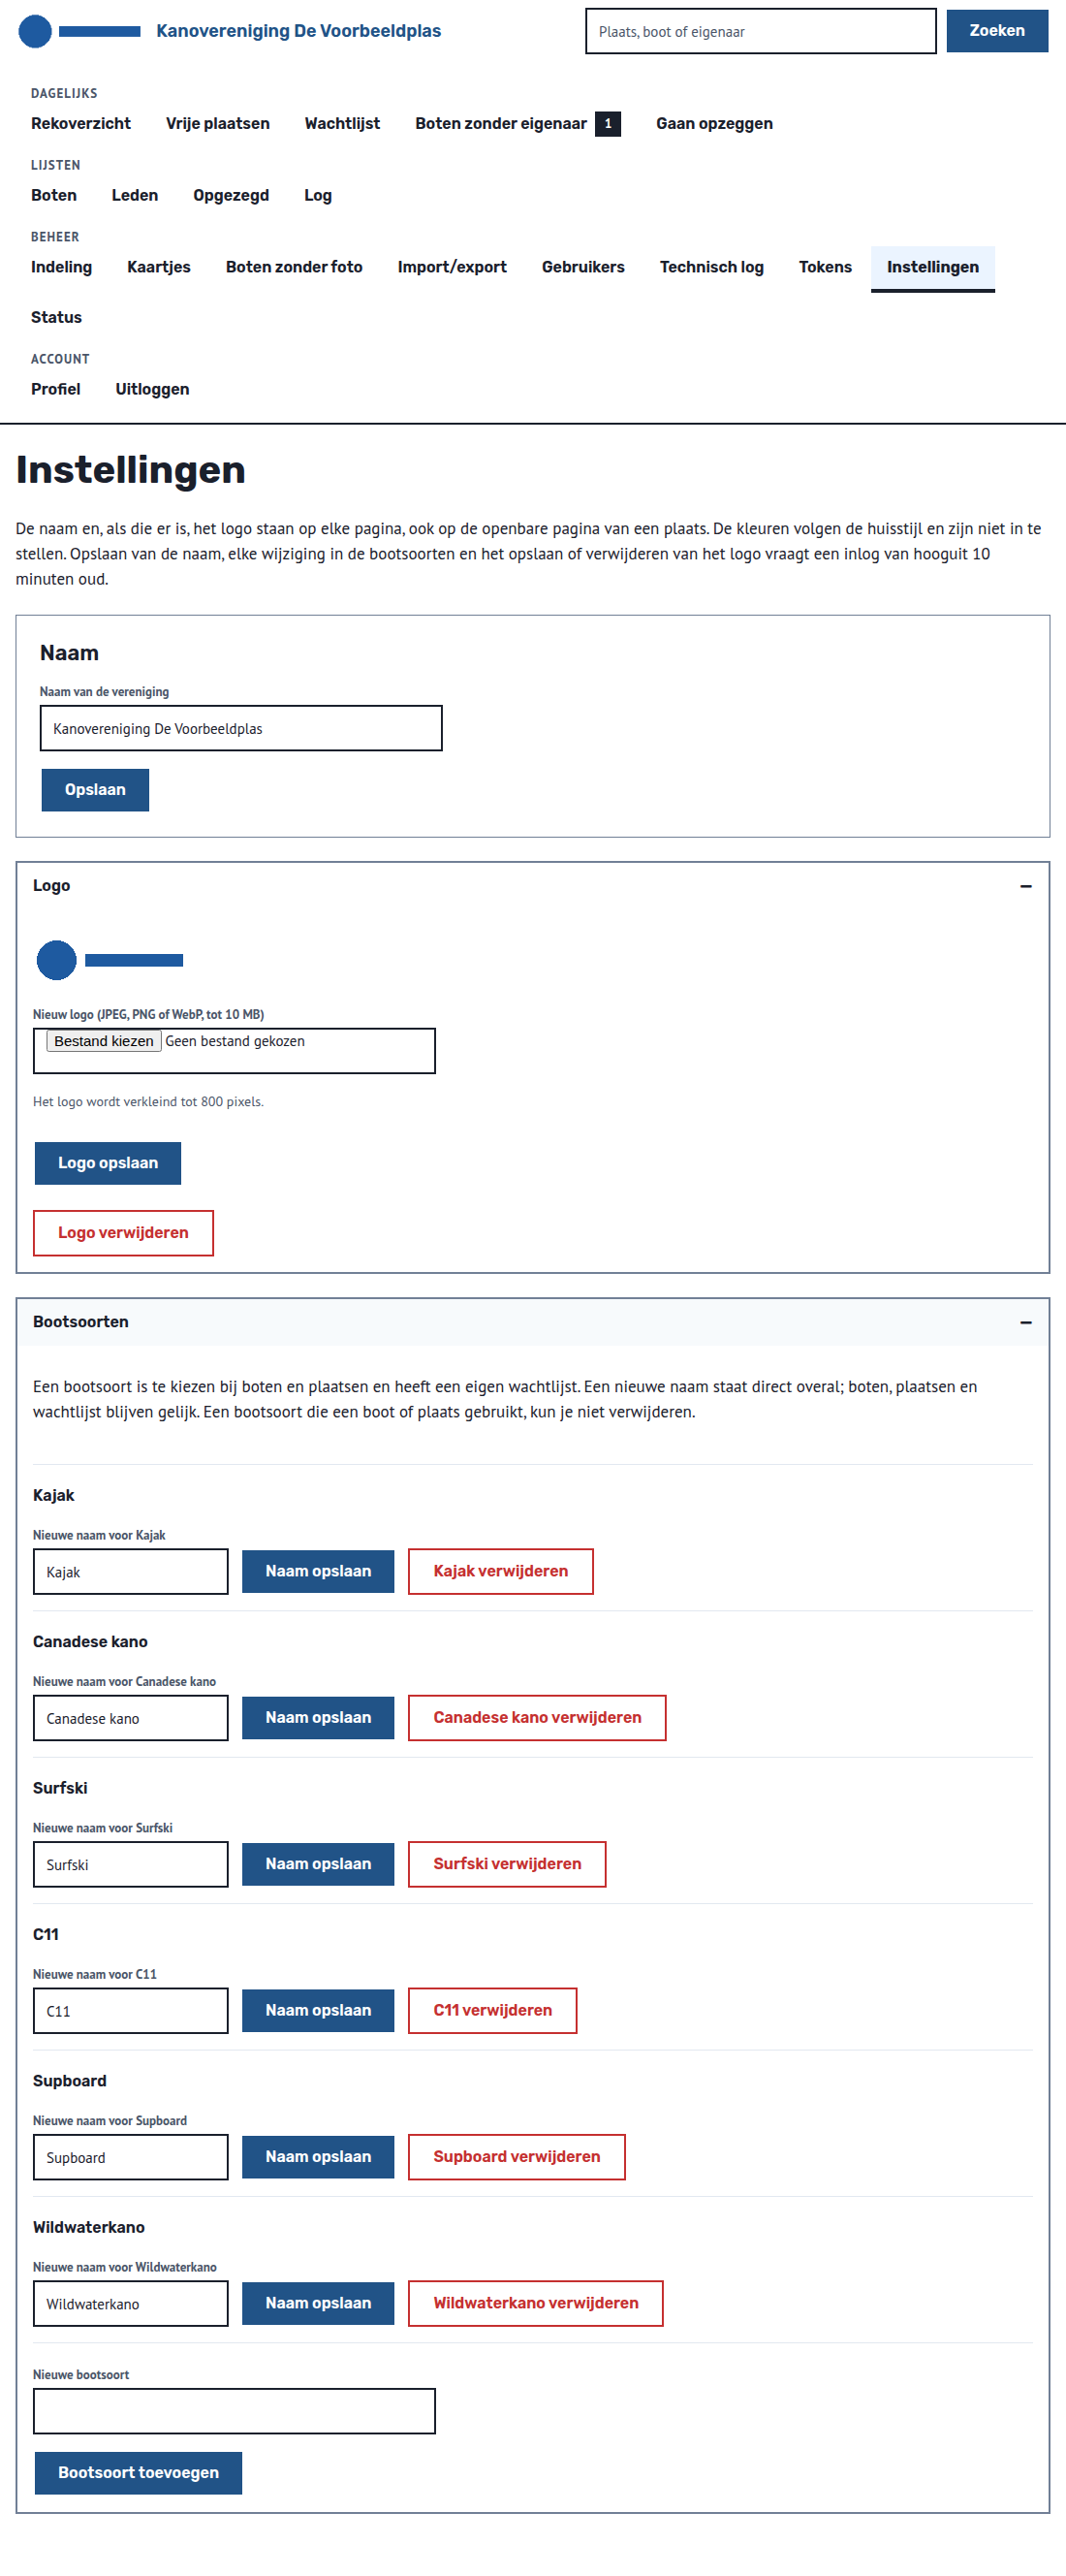 Kanovereniging De Voorbeeldplas
Plaats, boot of eigenaar
Zoeken
DAGELIJKS
Rekoverzicht Vrije plaatsen Wachtlijst Boten zonder eigenaar 1 Gaan opzeggen
LIJSTEN
Boten Leden Opgezegd Log
BEHEER
Indeling Kaartjes Boten zonder foto Import/export Gebruikers Technisch log Tokens Instellingen
Status
ACCOUNT
Profiel Uitloggen
Instellingen
De naam en, als die er is, het logo staan op elke pagina, ook op de openbare pagina van een plaats. De kleuren volgen de huisstijl en zijn niet in te
stellen. Opslaan van de naam, elke wijziging in de bootsoorten en het opslaan of verwijderen van het logo vraagt een inlog van hooguit 10
minuten oud.
Naam
Naam van de vereniging
Kanovereniging De Voorbeeldplas
Opslaan
Logo
Nieuw logo (JPEG, PNG of WebP, tot 10 MB)
Bestand kiezen Geen bestand gekozen
Het logo wordt verkleind tot 800 pixels.
Logo opslaan
Logo verwijderen
Bootsoorten
Een bootsoort is te kiezen bij boten en plaatsen en heeft een eigen wachtlijst. Een nieuwe naam staat direct overal; boten, plaatsen en
wachtlijst blijven gelijk. Een bootsoort die een boot of plaats gebruikt, kun je niet verwijderen.
Kajak
Nieuwe naam voor Kajak
Kajak Naam opslaan Kajak verwijderen
Canadese kano
Nieuwe naam voor Canadese kano
Canadese kano Naam opslaan Canadese kano verwijderen
Surfski
Nieuwe naam voor Surfski
Surfski Naam opslaan Surfski verwijderen
C11
Nieuwe naam voor C11
C11 Naam opslaan C11 verwijderen
Supboard
Nieuwe naam voor Supboard
Supboard Naam opslaan Supboard verwijderen
Wildwaterkano
Nieuwe naam voor Wildwaterkano
Wildwaterkano Naam opslaan Wildwaterkano verwijderen
Nieuwe bootsoort
Bootsoort toevoegen